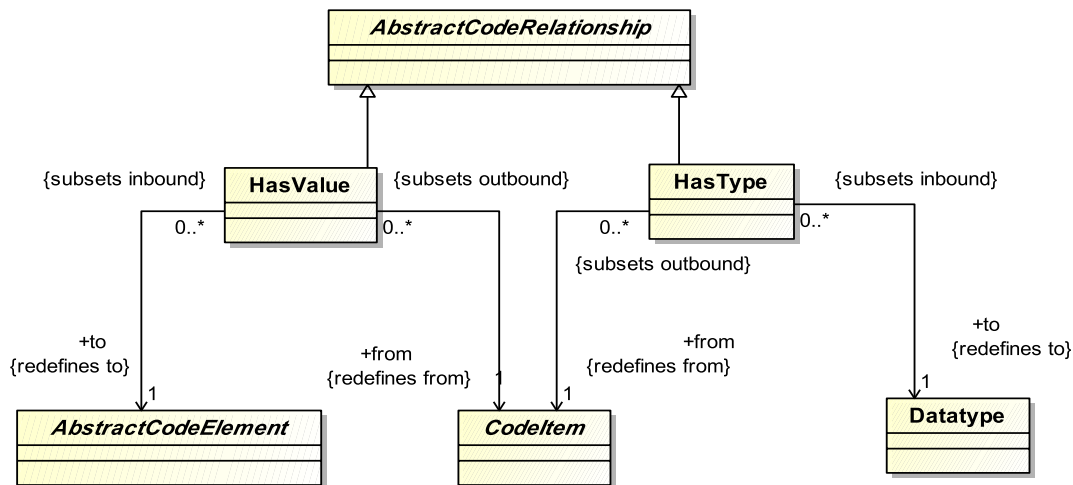 AbstractCodeRelationship
{subsets inbound}
HasValue
{subsets outbound}
HasType
{subsets inbound}
0..*
0..*
0..*
0..*
{subsets outbound}
+to
{redefines to}
+from
{redefines from}
+from
{redefines from}
+to
{redefines to}
1
1
1
1
AbstractCodeElement
CodeItem
Datatype